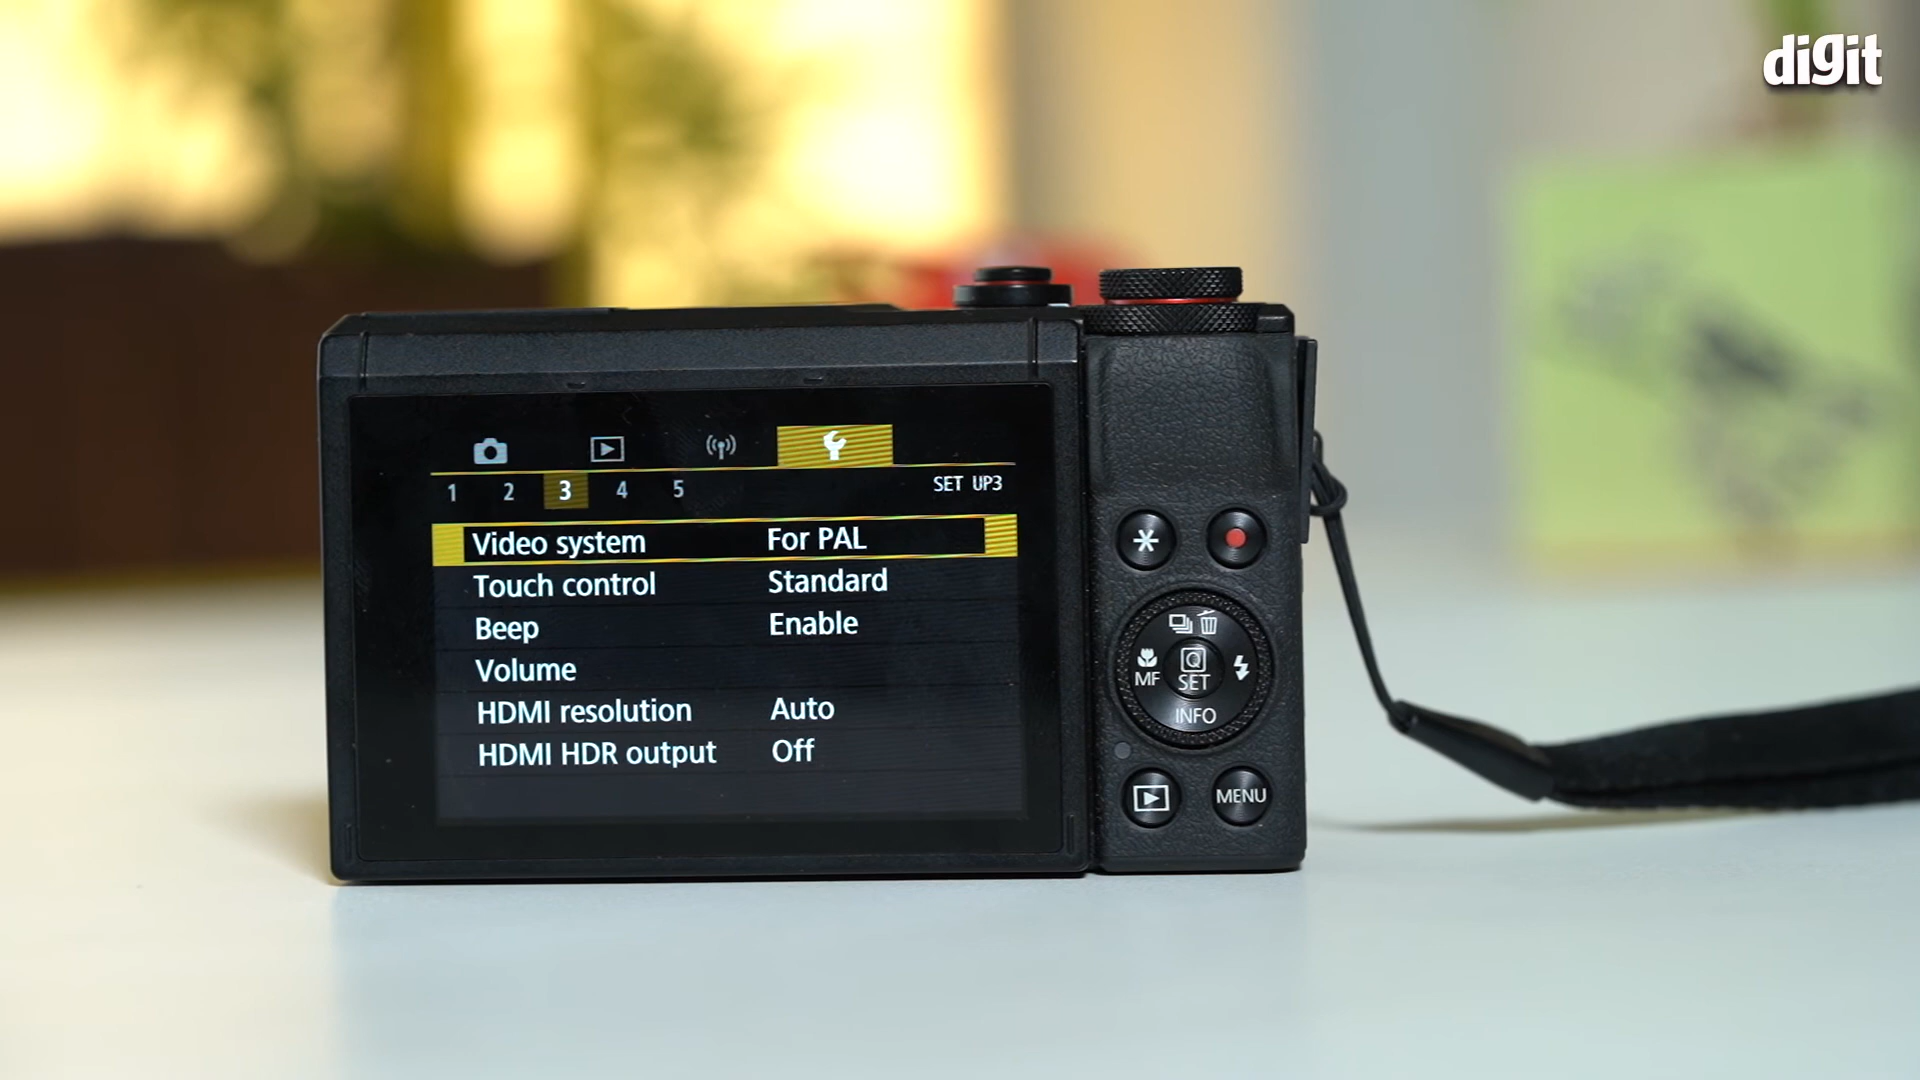 digit
1 2 3 4 5 SET UP3
Video system For PAL
Touch control Standard
Beep Enable
Volume
HDMI resolution Auto
HDMI HDR output Off
MF
Q
SET
INFO
MENU